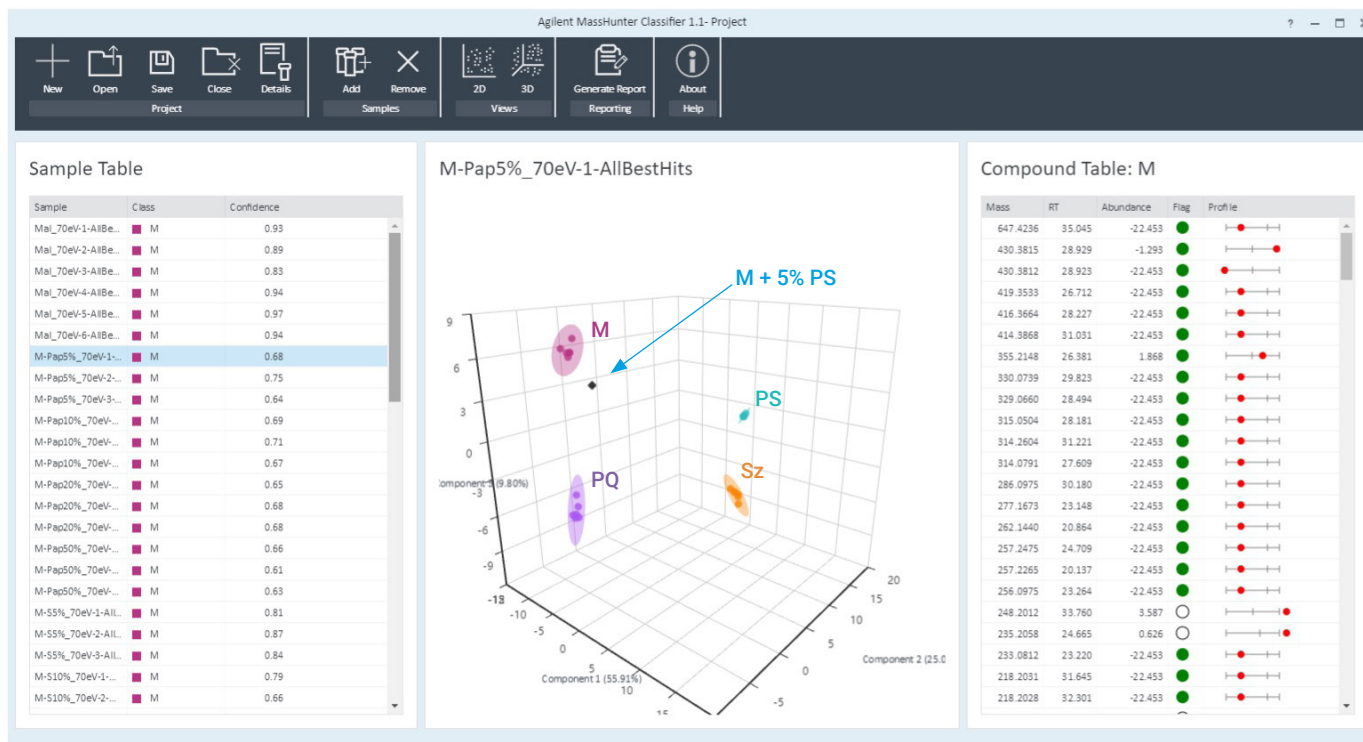 Agilent MassHunter Classifier 1.1- Project
?
New Open Save Close Details Add Remove 2D 3D Generate Report About
Project Samples Views Reporting Help
Sample Table
Sample Class Confidence
Mal_70eV-1-AllBe... M 0.93
Mal_70eV-2-AllBe... M 0.89
Mal_70eV-3-AllBe... M 0.83
Mal_70eV-4-AllBe... M 0.94
Mal_70eV-5-AllBe... M 0.97
Mal_70eV-6-AllBe... M 0.94
M-Pap5%_70eV-1-... M 0.68
M-Pap5%_70eV-2-... M 0.75
M-Pap5%_70eV-3-... M 0.64
M-Pap10%_70eV-... M 0.69
M-Pap10%_70eV-... M 0.71
M-Pap10%_70eV-... M 0.67
M-Pap20%_70eV-... M 0.65
M-Pap20%_70eV-... M 0.68
M-Pap20%_70eV-... M 0.68
M-Pap50%_70eV-... M 0.66
M-Pap50%_70eV-... M 0.61
M-Pap50%_70eV-... M 0.63
M-S5%_70eV-1-All... M 0.81
M-S5%_70eV-2-All... M 0.87
M-S5%_70eV-3-All... M 0.84
M-S10%_70eV-1-... M 0.79
M-S10%_70eV-2-... M 0.66
M-Pap5%_70eV-1-AllBestHits
M + 5% PS
M
PS
Sz
PQ
9
6
3
0
-3
-6
-9
-10
-5
0
5
10
15
Component 1 (55.91%)
-5
0
5
10
15
20
Component 2 (25.0
omponent 3 (9.80%)
Compound Table: M
Mass RT Abundance Flag Profile
647.4236 35.045 -22.453
430.3815 28.929 -1.293
430.3812 28.923 -22.453
419.3533 26.712 -22.453
416.3664 28.227 -22.453
414.3868 31.031 -22.453
355.2148 26.381 1.868
330.0739 29.823 -22.453
329.0660 28.494 -22.453
315.0504 28.181 -22.453
314.2604 31.221 -22.453
314.0791 27.609 -22.453
286.0975 30.180 -22.453
277.1673 23.148 -22.453
262.1440 20.864 -22.453
257.2475 24.709 -22.453
257.2265 20.137 -22.453
256.0975 23.264 -22.453
248.2012 33.760 3.587
235.2058 24.665 0.626
233.0812 23.220 -22.453
218.2031 31.645 -22.453
218.2028 32.301 -22.453